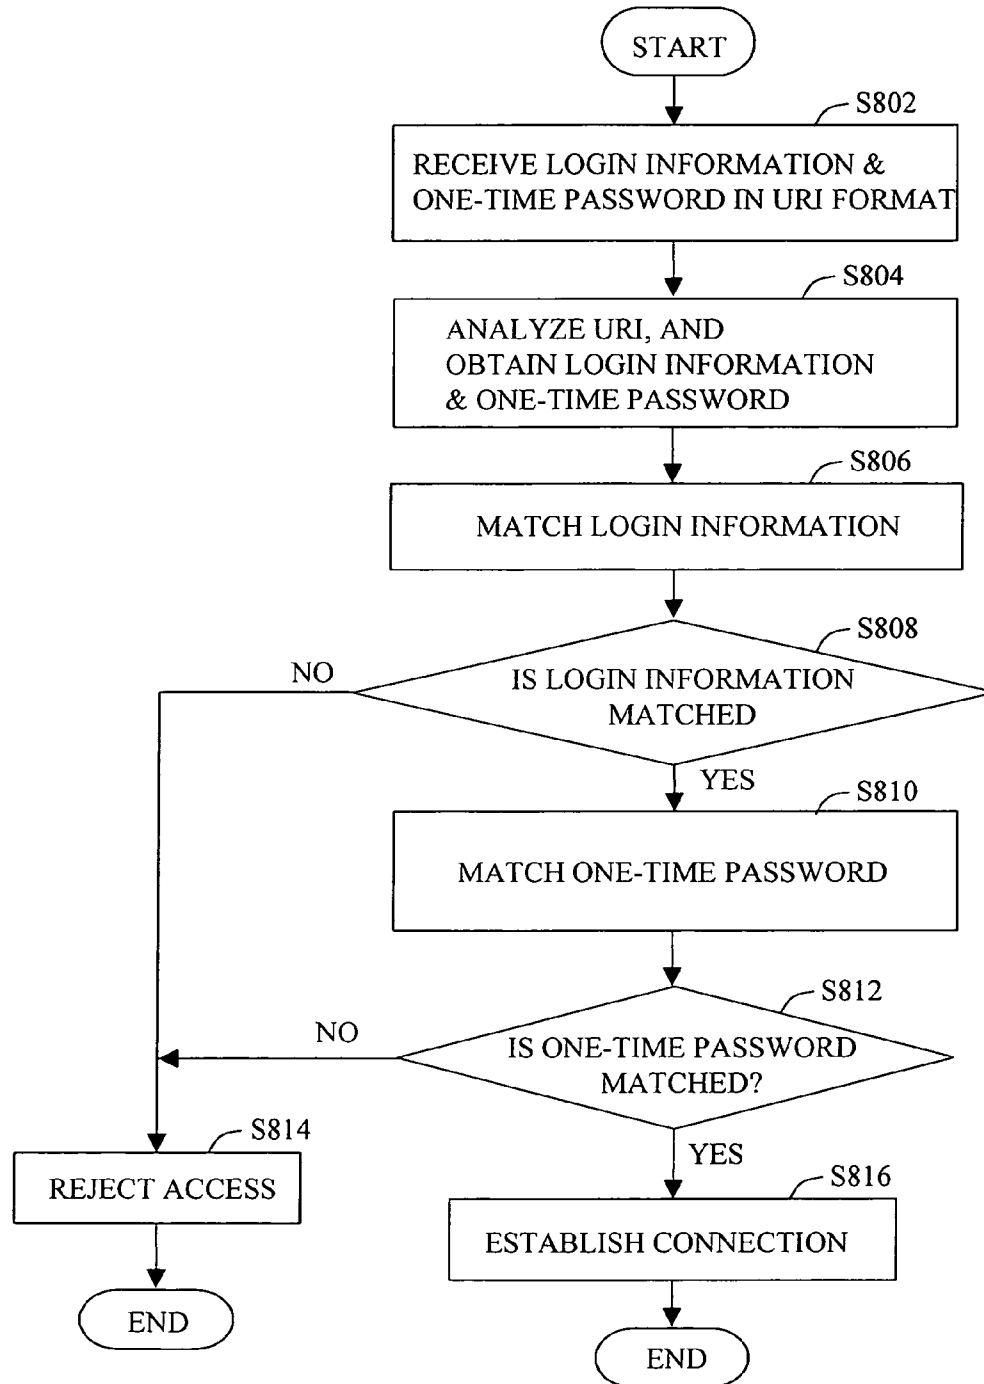 START
S802
RECEIVE LOGIN INFORMATION &
ONE-TIME PASSWORD IN URI FORMAT
S804
ANALYZE URI, AND
OBTAIN LOGIN INFORMATION
& ONE-TIME PASSWORD
S806
MATCH LOGIN INFORMATION
S808
NO
IS LOGIN INFORMATION
MATCHED
YES
S810
MATCH ONE-TIME PASSWORD
S812
NO
IS ONE-TIME PASSWORD
MATCHED?
S814
YES
REJECT ACCESS
S816
ESTABLISH CONNECTION
END
END